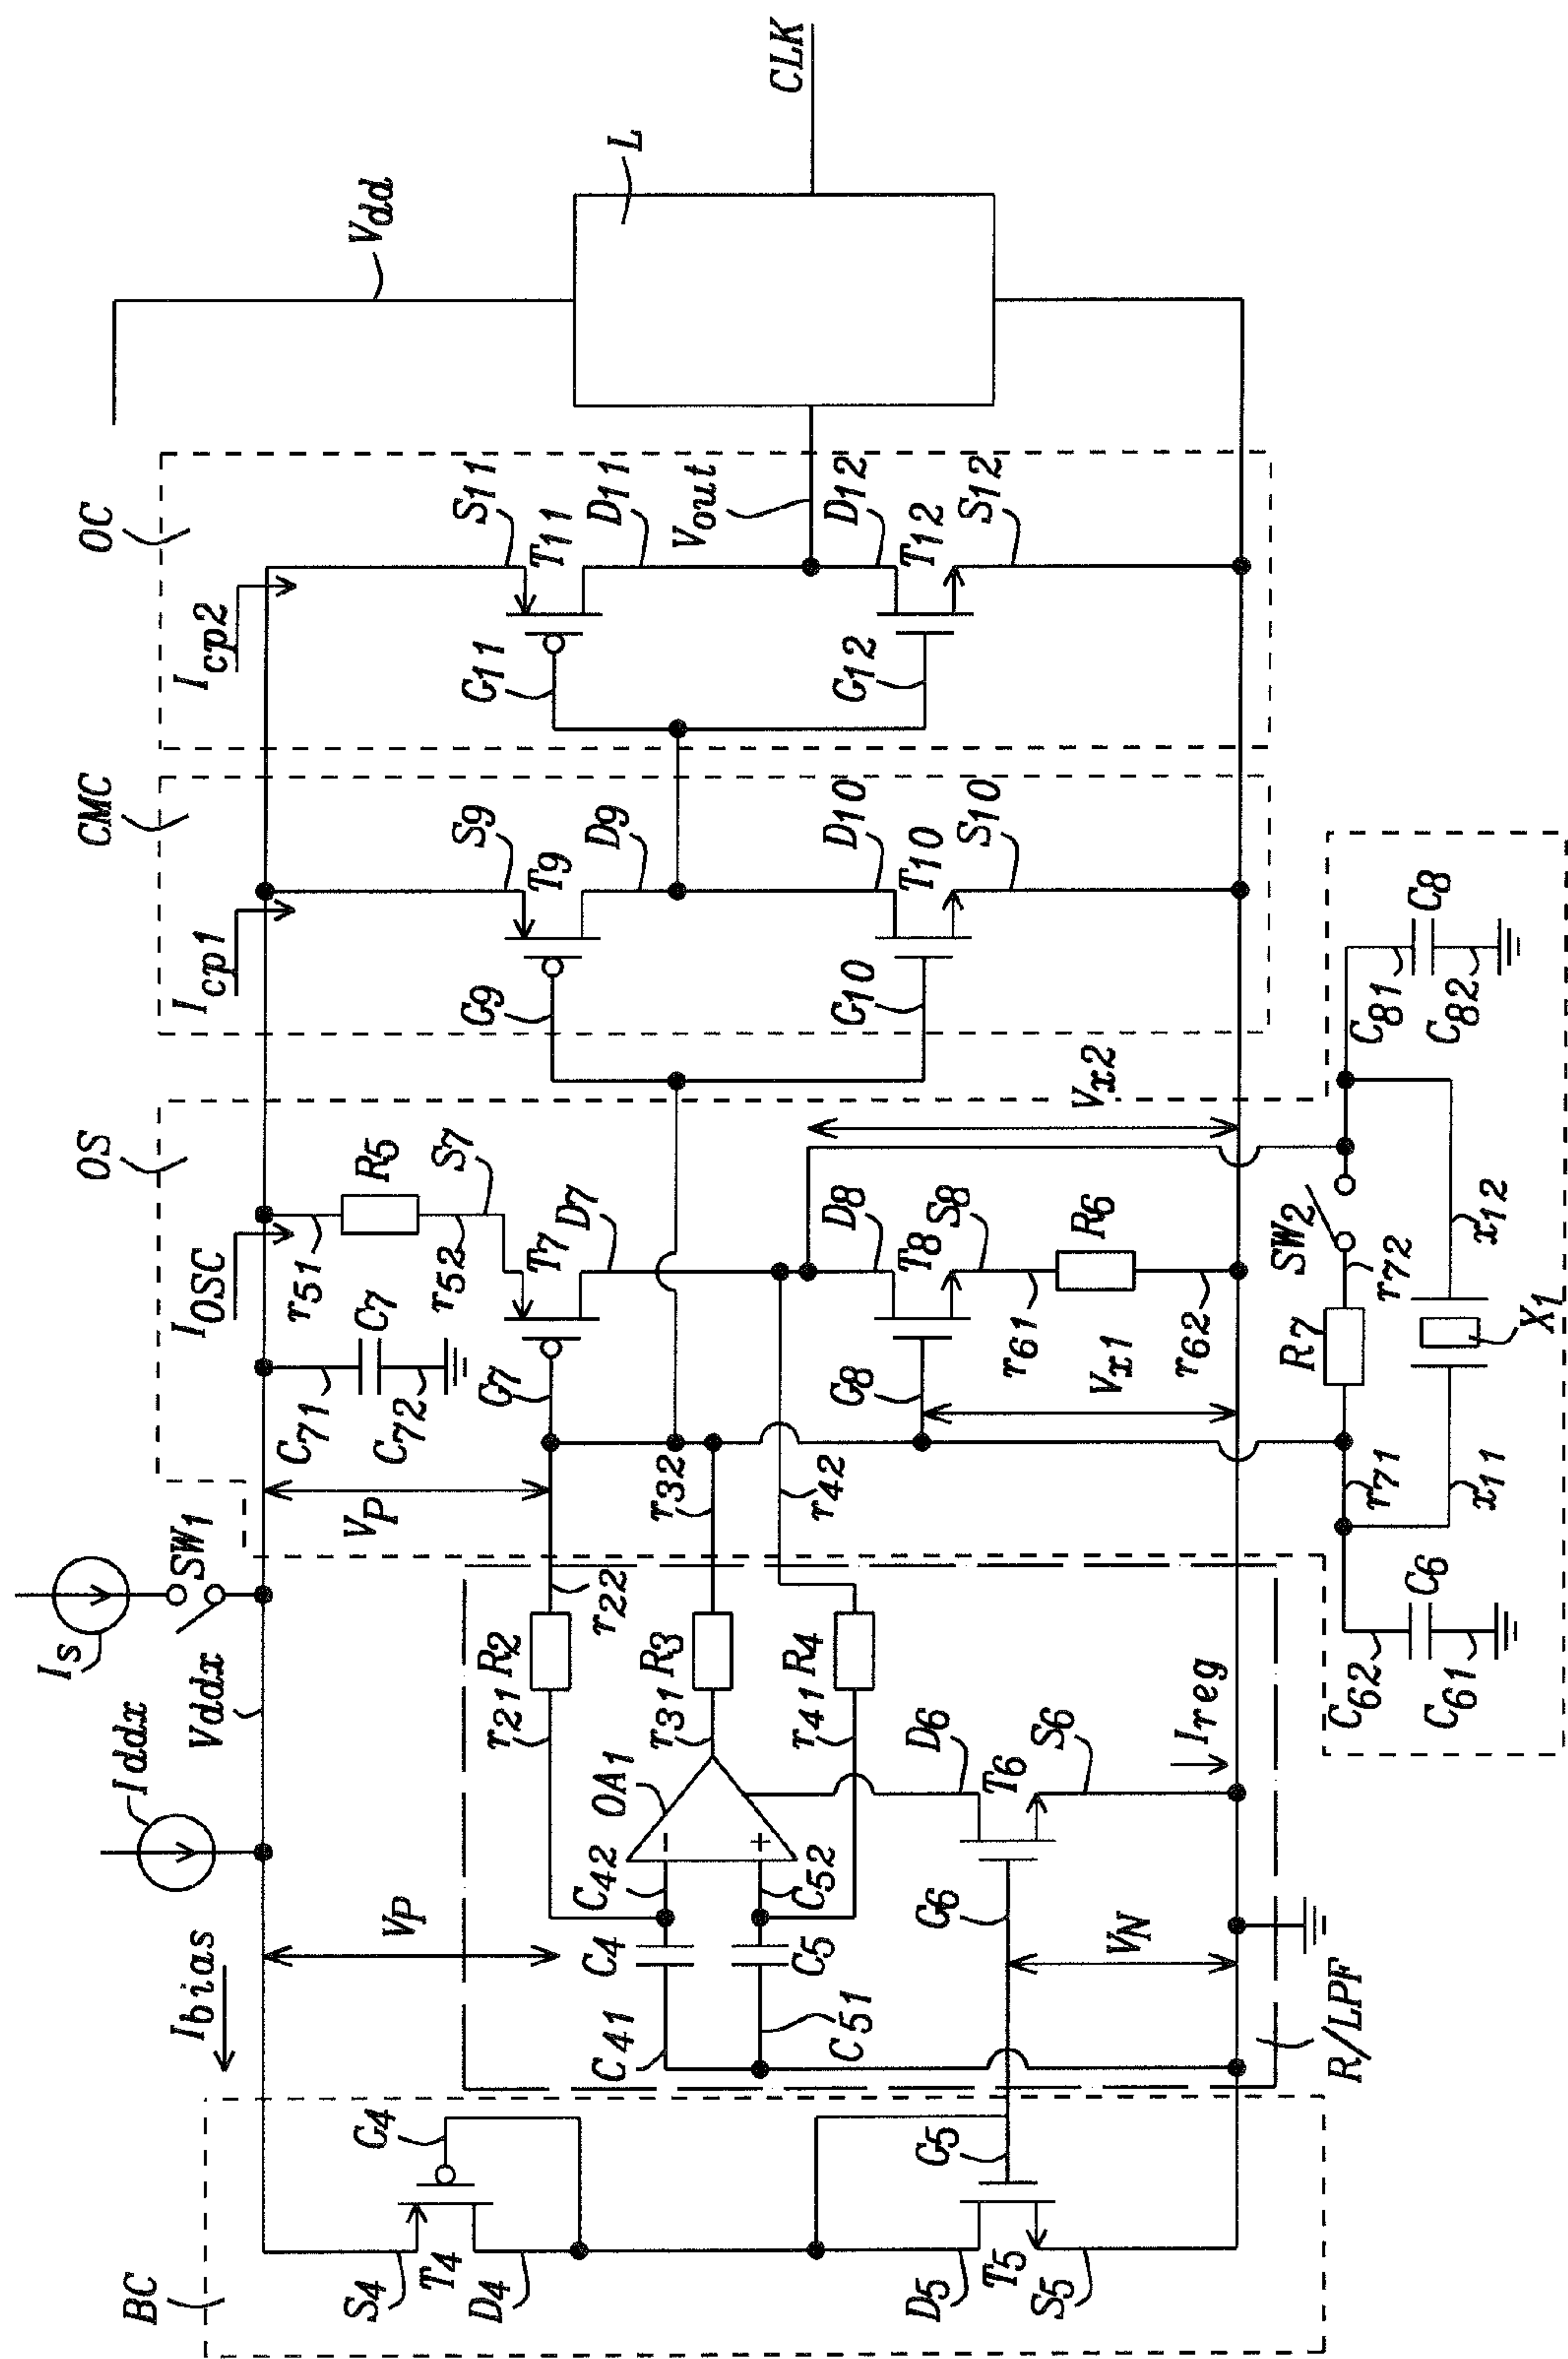 BC
S4
T4
D4
G4
D5
T5
S5
G5
Ibias
VP
Iddx
Vddx
Is
SW1
C41
C4
C42
C51
C5
C52
OA1
−
+
r21
R2
r22
r31
R3
r32
r41
R4
r42
G6
D6
T6
S6
VN
Ireg
R/LPF
OS
VP
C71
C7
C72
IOSC
r51
R5
r52
S7
G7
T7
D7
G8
D8
T8
S8
r61
R6
r62
Vx1
Vx2
C62
C6
C61
r71
R7
r72
SW2
x11
X1
x12
C81
C8
C82
CMC
Icp1
S9
G9
T9
D9
G10
D10
T10
S10
OC
Icp2
S11
G11
T11
D11
Vout
G12
D12
T12
S12
Vdd
L
CLK